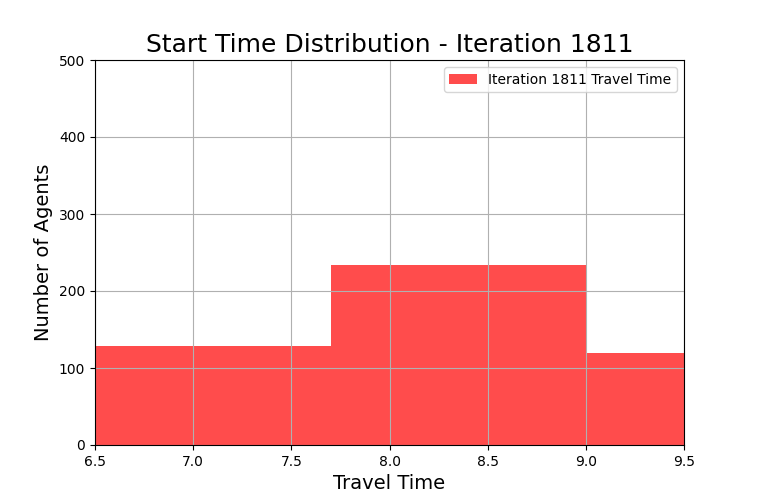 Start Time Distribution - Iteration 1811
Iteration 1811 Travel Time
Number of Agents
500
400
300
200
100
0
6.5 7.0 7.5 8.0 8.5 9.0 9.5
Travel Time